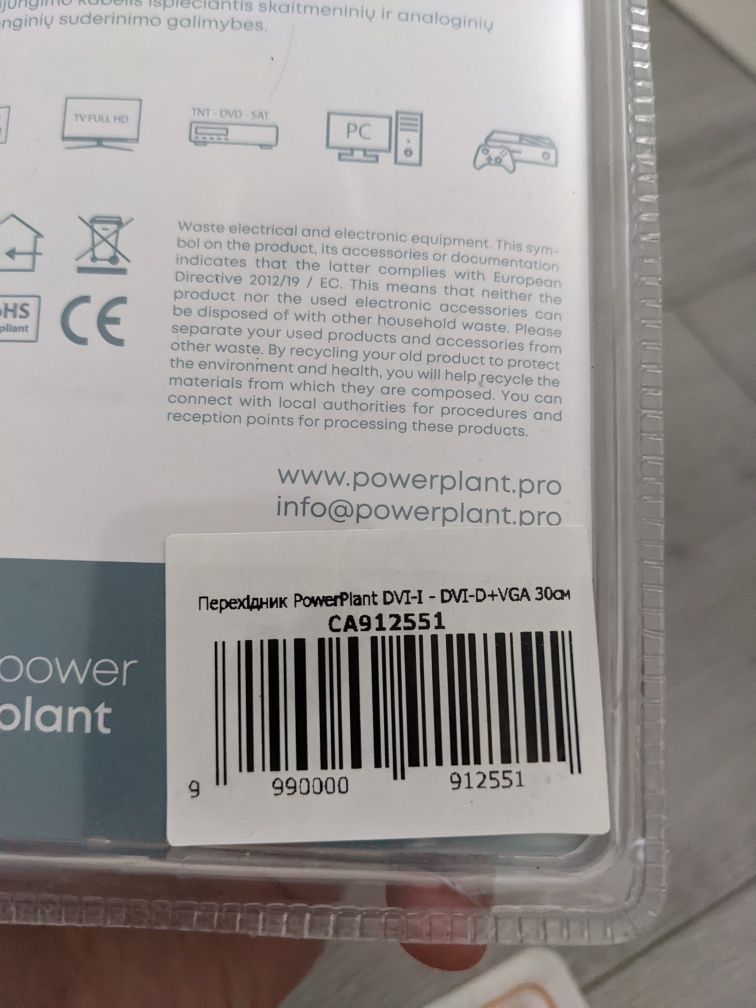 kabelis išplečiantis skaitmeninių ir analoginių
nginių suderinimo galimybes.
TV FULL HD
TNT - DVD - SAT
PC
Waste electrical and electronic equipment. This sym-
bol on the product, its accessories or documentation
indicates that the latter complies with European
Directive 2012/19 / EC. This means that neither the
product nor the used electronic accessories can
be disposed of with other household waste. Please
separate your used products and accessories from
other waste. By recycling your old product to protect
the environment and health, you will help recycle the
materials from which they are composed. You can
connect with local authorities for procedures and
reception points for processing these products.
HS
pliant
CE
www.powerplant.pro
info@powerplant.pro
power
plant
Перехідник PowerPlant DVI-I - DVI-D+VGA 30см
CA912551
9 990000 912551